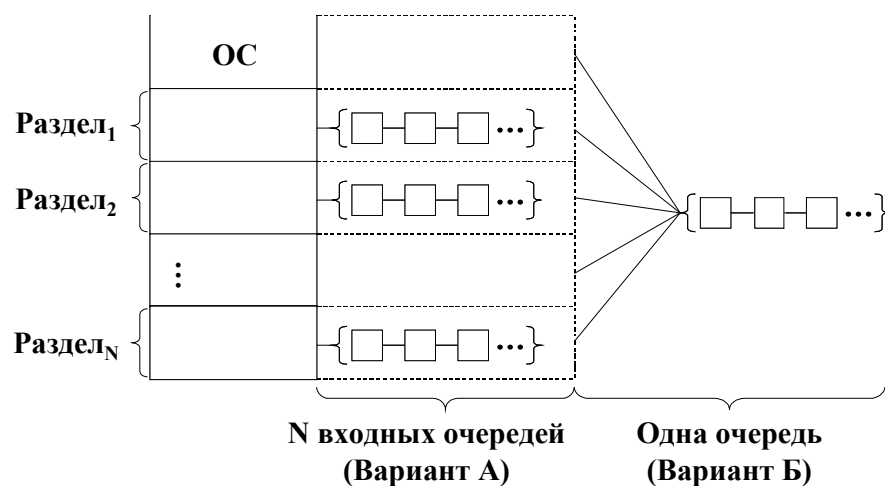 ОС
Раздел₁
...
Раздел₂
...
...
⋮
Разделₙ
...
N входных очередей
(Вариант А)
Одна очередь
(Вариант Б)